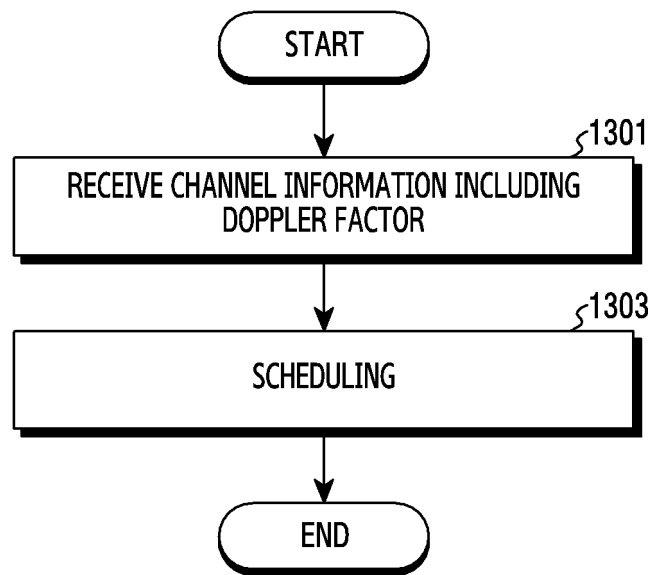 START
1301
RECEIVE CHANNEL INFORMATION INCLUDING
DOPPLER FACTOR
1303
SCHEDULING
END